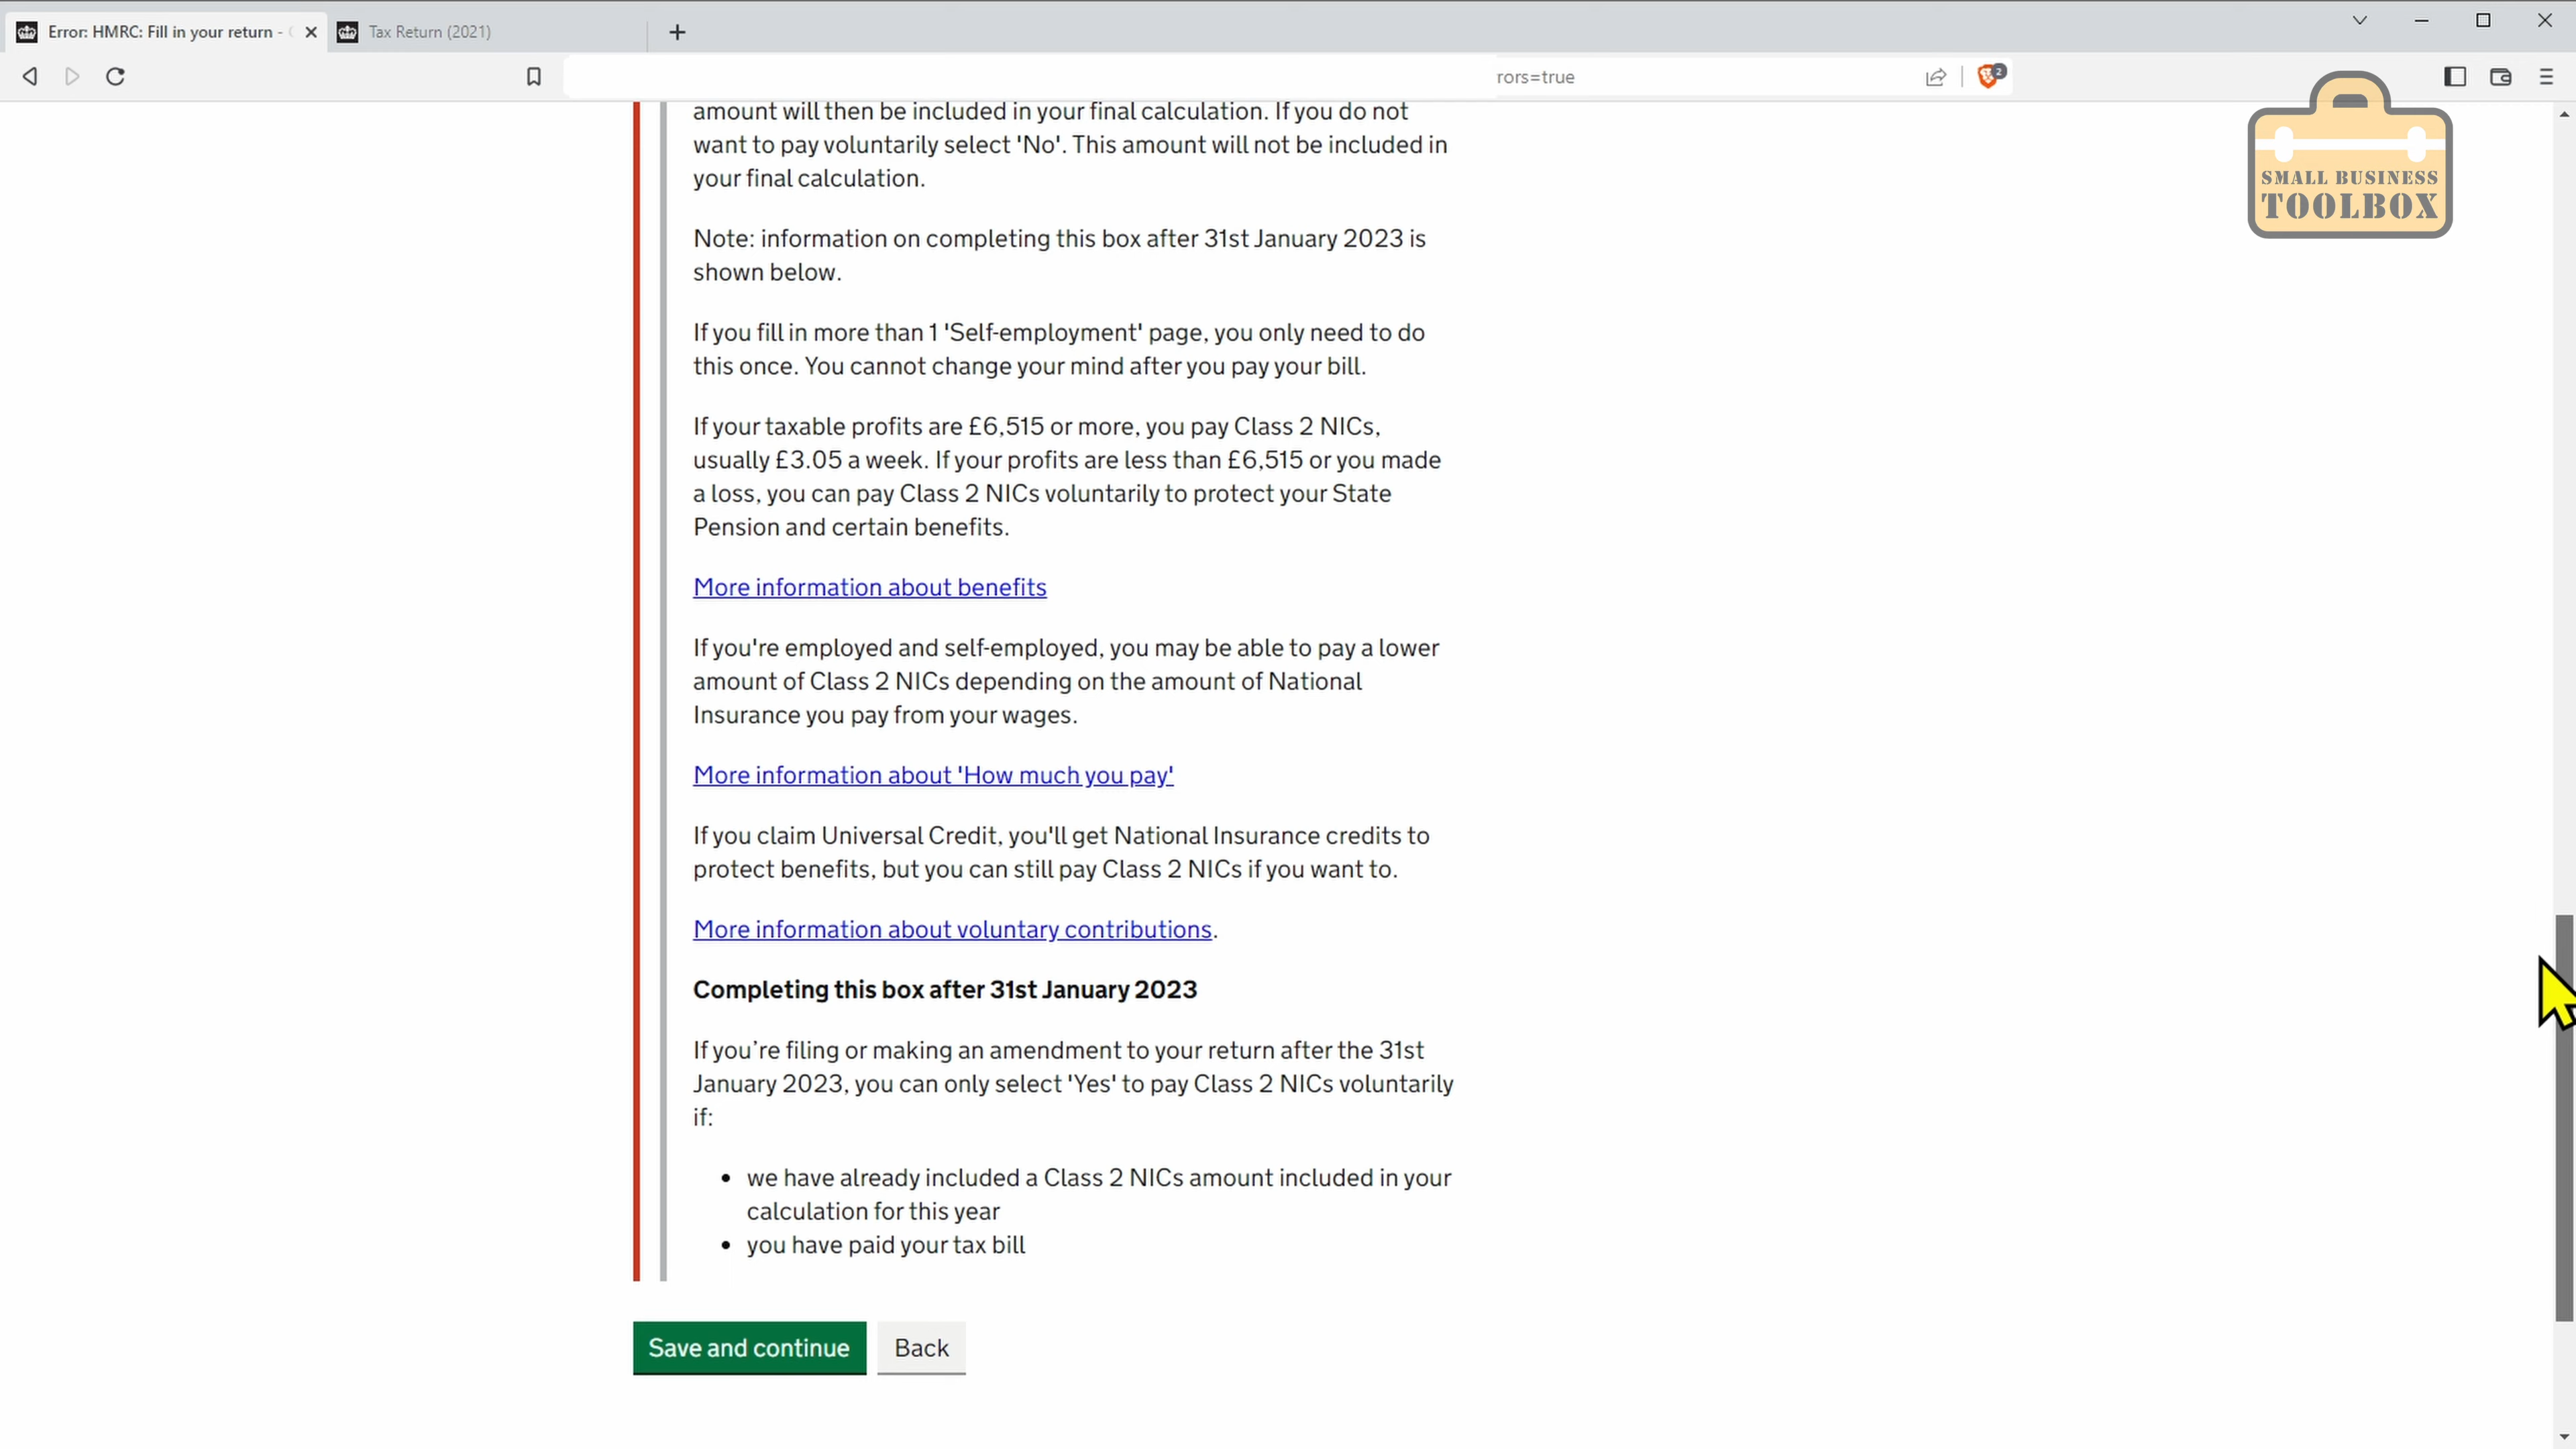 Error: HMRC: Fill in your return -
Tax Return (2021)
rors=true
2
SMALL BUSINESS
TOOLBOX
amount will then be included in your final calculation. If you do not
want to pay voluntarily select 'No'. This amount will not be included in
your final calculation.
Note: information on completing this box after 31st January 2023 is
shown below.
If you fill in more than 1 'Self-employment' page, you only need to do
this once. You cannot change your mind after you pay your bill.
If your taxable profits are £6,515 or more, you pay Class 2 NICs,
usually £3.05 a week. If your profits are less than £6,515 or you made
a loss, you can pay Class 2 NICs voluntarily to protect your State
Pension and certain benefits.
More information about benefits
If you're employed and self-employed, you may be able to pay a lower
amount of Class 2 NICs depending on the amount of National
Insurance you pay from your wages.
More information about 'How much you pay'
If you claim Universal Credit, you'll get National Insurance credits to
protect benefits, but you can still pay Class 2 NICs if you want to.
More information about voluntary contributions.
Completing this box after 31st January 2023
If you’re filing or making an amendment to your return after the 31st
January 2023, you can only select 'Yes' to pay Class 2 NICs voluntarily
if:
• we have already included a Class 2 NICs amount included in your
calculation for this year
• you have paid your tax bill
Save and continue
Back